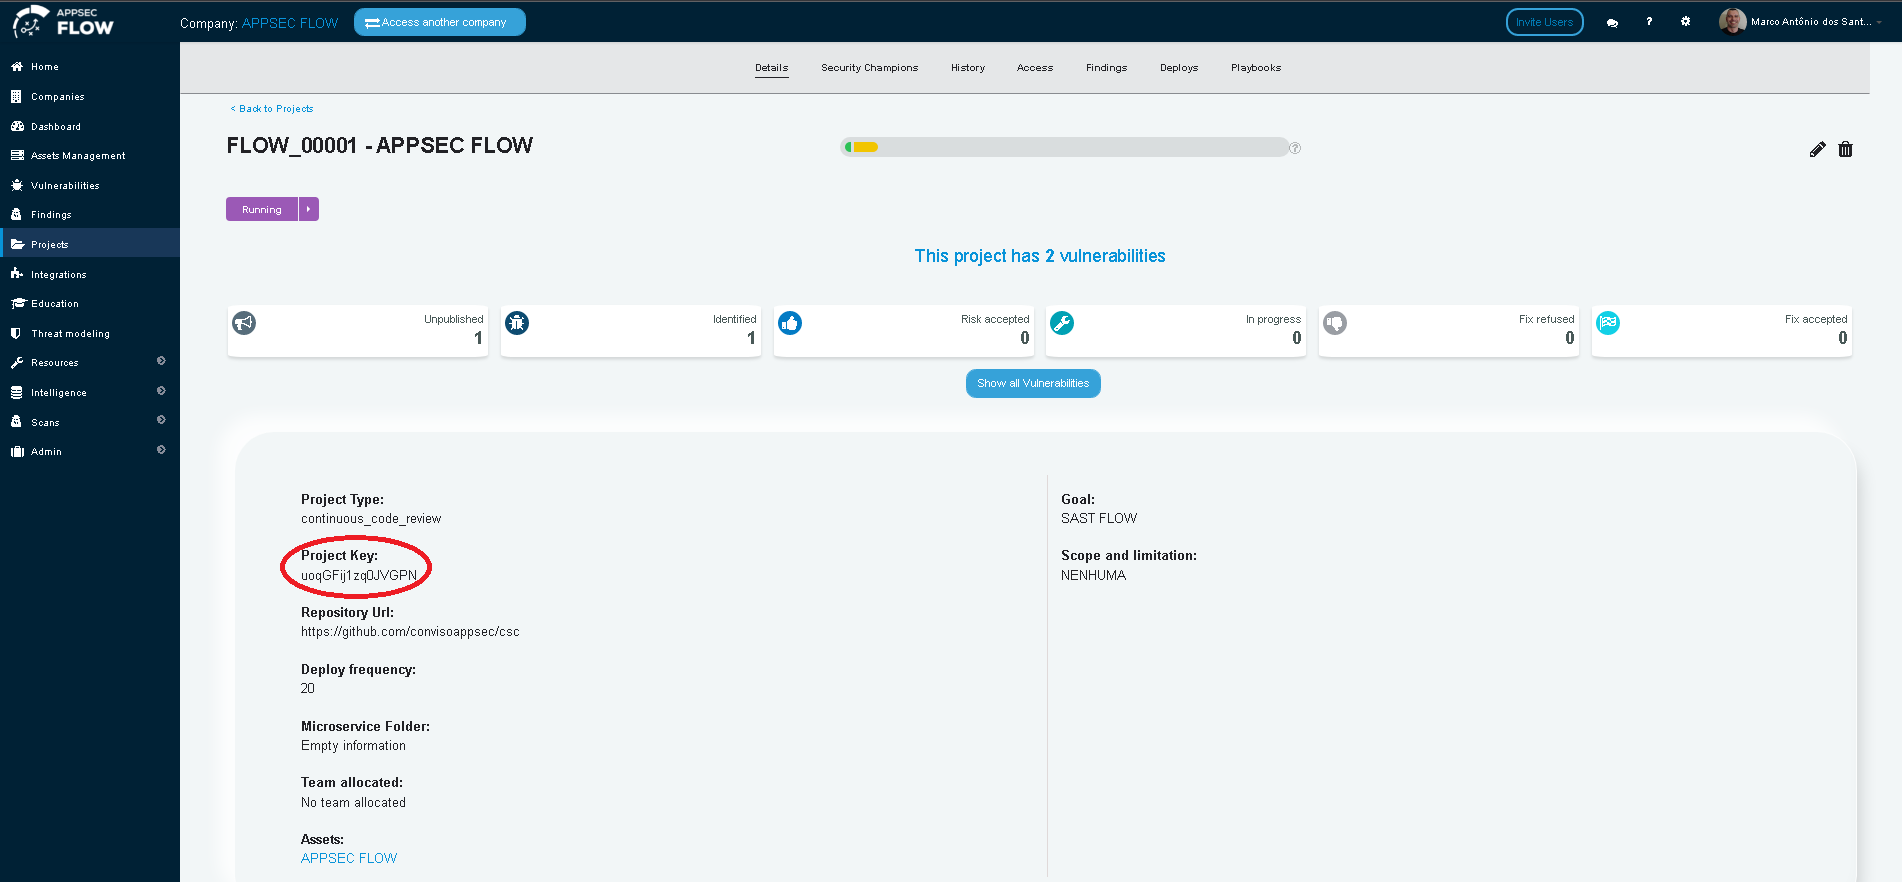 APPSEC
FLOW
Company: APPSEC FLOW
Access another company
Invite Users
?
Marco Antônio dos Sant...
Home
Companies
Dashboard
Assets Management
Vulnerabilities
Findings
Projects
Integrations
Education
Threat modeling
Resources
Intelligence
Scans
Admin
Details
Security Champions
History
Access
Findings
Deploys
Playbooks
< Back to Projects
FLOW_00001 - APPSEC FLOW
?
Running
This project has 2 vulnerabilities
Unpublished
1
Identified
1
Risk accepted
0
In progress
0
Fix refused
0
Fix accepted
0
Show all Vulnerabilities
Project Type:
continuous_code_review
Project Key:
uoqGFij1zq0JVGPN
Repository Url:
https://github.com/convisoappsec/csc
Deploy frequency:
20
Microservice Folder:
Empty information
Team allocated:
No team allocated
Assets:
APPSEC FLOW
Goal:
SAST FLOW
Scope and limitation:
NENHUMA